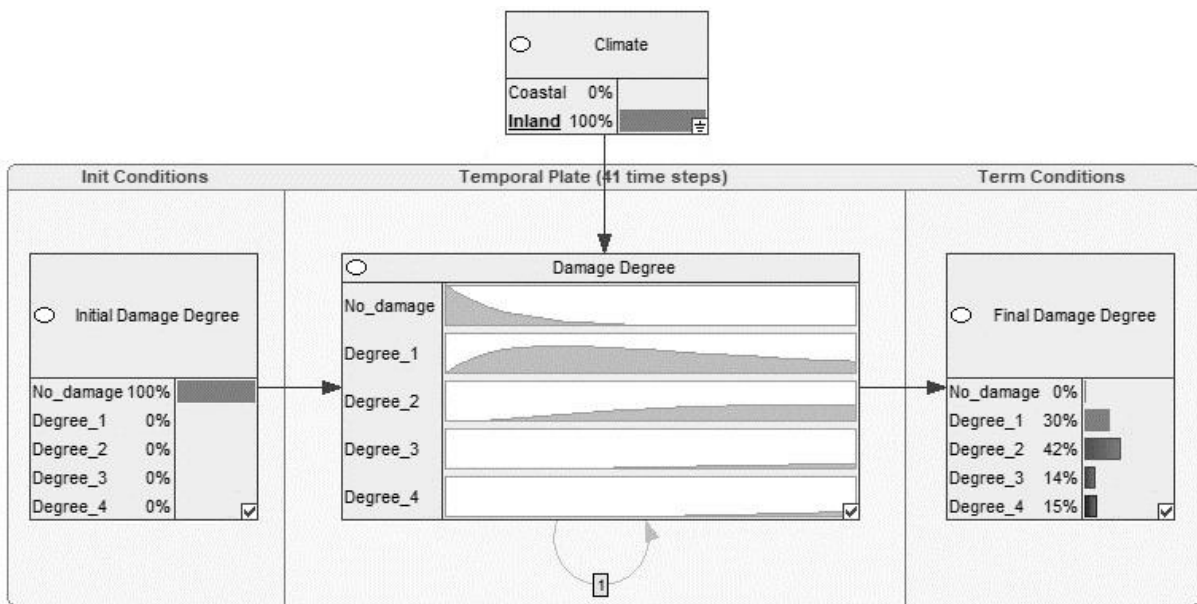 Climate
Coastal 0%
Inland 100%
Init Conditions
Temporal Plate (41 time steps)
Term Conditions
Initial Damage Degree
No_damage 100%
Degree_1 0%
Degree_2 0%
Degree_3 0%
Degree_4 0%
Damage Degree
No_damage
Degree_1
Degree_2
Degree_3
Degree_4
1
Final Damage Degree
No_damage 0%
Degree_1 30%
Degree_2 42%
Degree_3 14%
Degree_4 15%